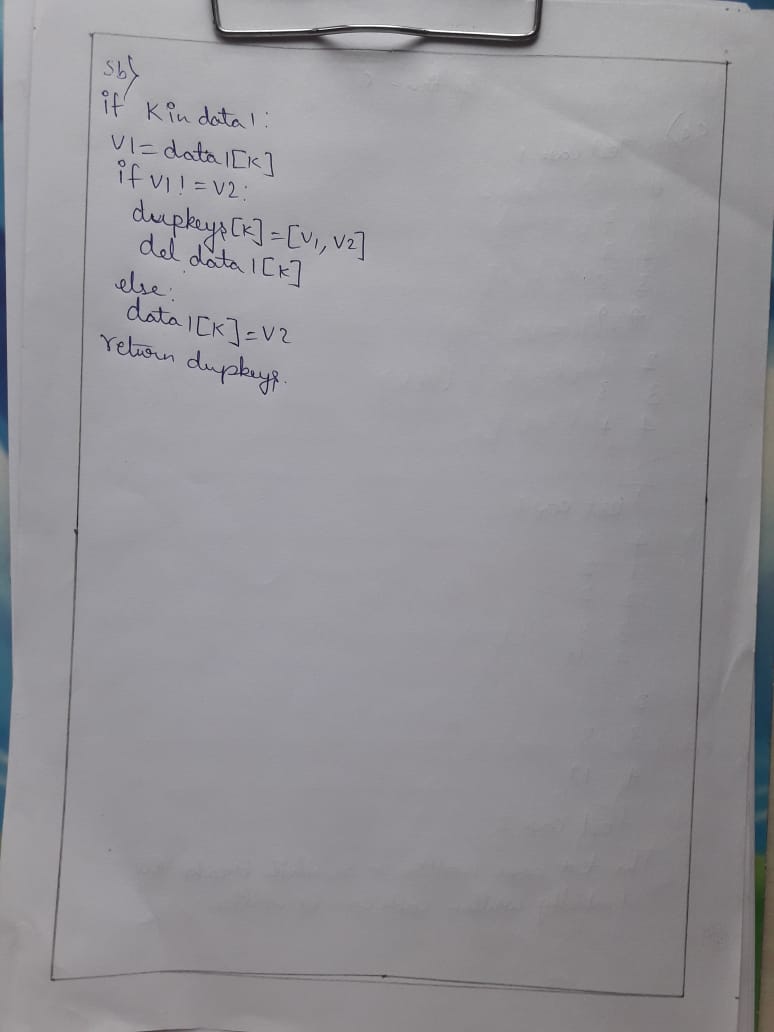 5b)
if K in data1:
V1=data1[K]
if V1!=V2:
dupkeys[K]=[V1,V2]
del data1[K]
else:
data1[K]=V2
return dupkeys.